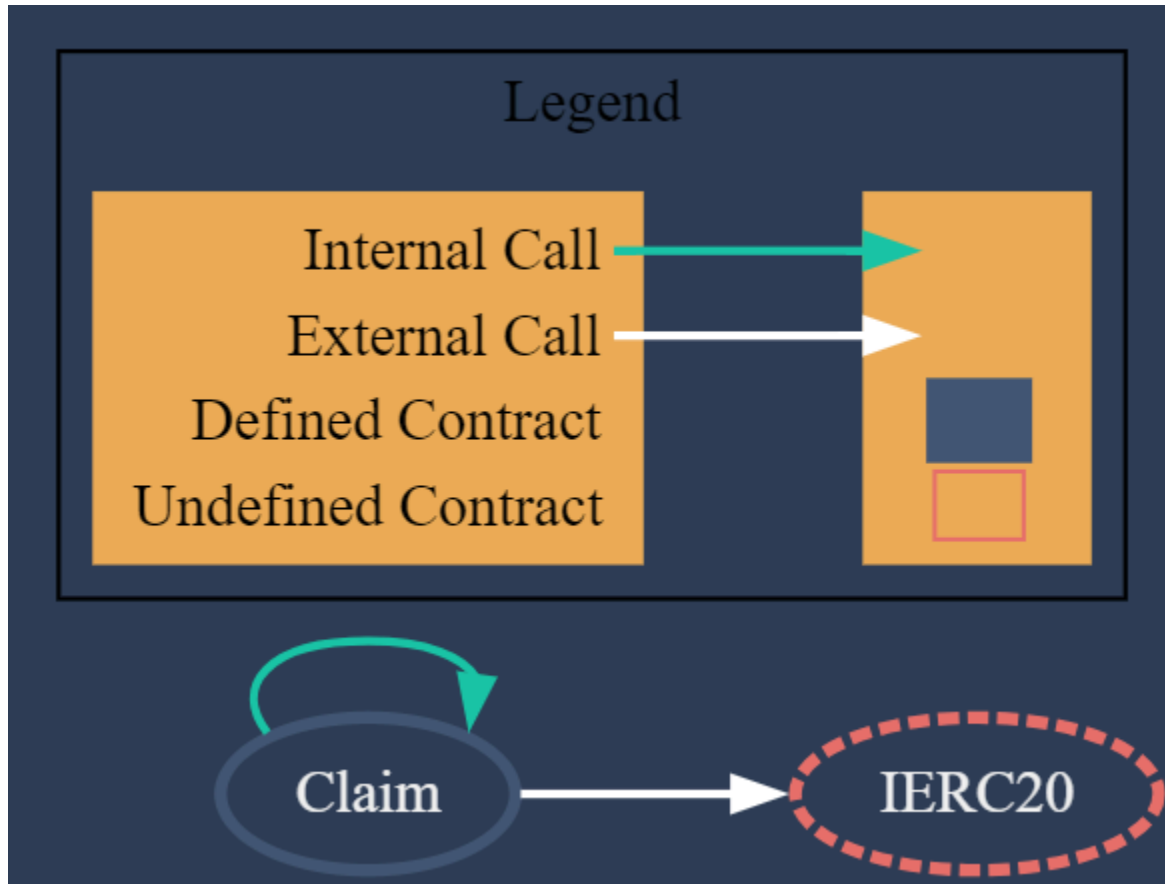 Legend
Internal Call
External Call
Defined Contract
Undefined Contract
Claim
IERC20